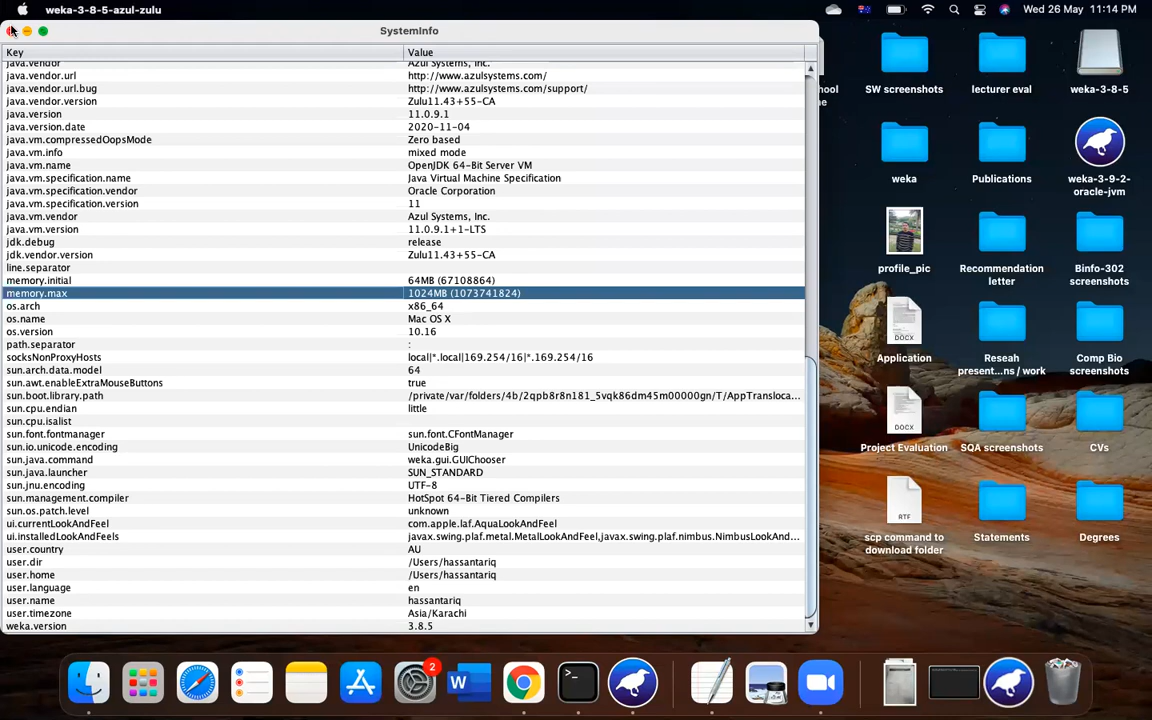 weka-3-8-5-azul-zulu
Wed 26 May 11:14 PM
SystemInfo
Key Value
java.vendor Azul Systems, Inc.
java.vendor.url http://www.azulsystems.com/
java.vendor.url.bug http://www.azulsystems.com/support/
java.vendor.version Zulu11.43+55-CA
java.version 11.0.9.1
java.version.date 2020-11-04
java.vm.compressedOopsMode Zero based
java.vm.info mixed mode
java.vm.name OpenJDK 64-Bit Server VM
java.vm.specification.name Java Virtual Machine Specification
java.vm.specification.vendor Oracle Corporation
java.vm.specification.version 11
java.vm.vendor Azul Systems, Inc.
java.vm.version 11.0.9.1+1-LTS
jdk.debug release
jdk.vendor.version Zulu11.43+55-CA
line.separator
memory.initial 64MB (67108864)
memory.max 1024MB (1073741824)
os.arch x86_64
os.name Mac OS X
os.version 10.16
path.separator :
socksNonProxyHosts local|*.local|169.254/16|*.169.254/16
sun.arch.data.model 64
sun.awt.enableExtraMouseButtons true
sun.boot.library.path /private/var/folders/4b/2qpb8r8n181_5vqk86dm45m00000gn/T/AppTransloca...
sun.cpu.endian little
sun.cpu.isalist
sun.font.fontmanager sun.font.CFontManager
sun.io.unicode.encoding UnicodeBig
sun.java.command weka.gui.GUIChooser
sun.java.launcher SUN_STANDARD
sun.jnu.encoding UTF-8
sun.management.compiler HotSpot 64-Bit Tiered Compilers
sun.os.patch.level unknown
ui.currentLookAndFeel com.apple.laf.AquaLookAndFeel
ui.installedLookAndFeels javax.swing.plaf.metal.MetalLookAndFeel,javax.swing.plaf.nimbus.NimbusLookAnd...
user.country AU
user.dir /Users/hassantariq
user.home /Users/hassantariq
user.language en
user.name hassantariq
user.timezone Asia/Karachi
weka.version 3.8.5
hool
e
SW screenshots
lecturer eval
weka-3-8-5
weka
Publications
weka-3-9-2-
oracle-jvm
profile_pic
Recommendation
letter
Binfo-302
screenshots
DOCX
Application
Reseah
present...ns / work
Comp Bio
screenshots
DOCX
Project Evaluation
SQA screenshots
CVs
RTF
scp command to
download folder
Statements
Degrees
2
W
>_